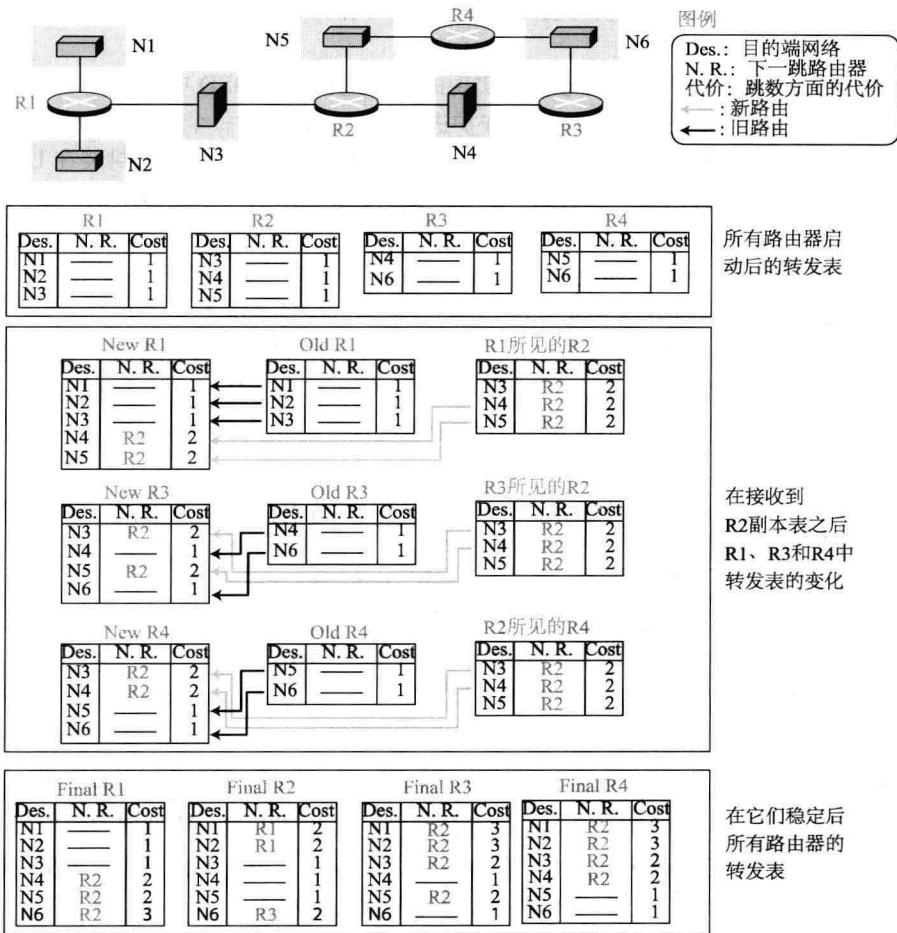 N1
R1
N2
N3
N5
R2
R4
N4
N6
R3
图例
Des.： 目的端网络
N. R.： 下一跳路由器
代价： 跳数方面的代价
: 新路由
: 旧路由
R1
Des. N. R. Cost
N1 —— 1
N2 —— 1
N3 —— 1
R2
Des. N. R. Cost
N3 —— 1
N4 —— 1
N5 —— 1
R3
Des. N. R. Cost
N4 —— 1
N6 —— 1
R4
Des. N. R. Cost
N5 —— 1
N6 —— 1
所有路由器启
动后的转发表
New R1
Des. N. R. Cost
N1 —— 1
N2 —— 1
N3 —— 1
N4 R2 2
N5 R2 2
Old R1
Des. N. R. Cost
N1 —— 1
N2 —— 1
N3 —— 1
R1所见的R2
Des. N. R. Cost
N3 R2 2
N4 R2 2
N5 R2 2
New R3
Des. N. R. Cost
N3 R2 2
N4 —— 1
N5 R2 2
N6 —— 1
Old R3
Des. N. R. Cost
N4 —— 1
N6 —— 1
R3所见的R2
Des. N. R. Cost
N3 R2 2
N4 R2 2
N5 R2 2
New R4
Des. N. R. Cost
N3 R2 2
N4 R2 2
N5 —— 1
N6 —— 1
Old R4
Des. N. R. Cost
N5 —— 1
N6 —— 1
R2所见的R4
Des. N. R. Cost
N3 R2 2
N4 R2 2
N5 R2 2
在接收到
R2副本表之后
R1、R3和R4中
转发表的变化
Final R1
Des. N. R. Cost
N1 —— 1
N2 —— 1
N3 —— 1
N4 R2 2
N5 R2 2
N6 R2 3
Final R2
Des. N. R. Cost
N1 R1 2
N2 R1 2
N3 —— 1
N4 —— 1
N5 —— 1
N6 R3 2
Final R3
Des. N. R. Cost
N1 R2 3
N2 R2 3
N3 R2 2
N4 —— 1
N5 R2 2
N6 —— 1
Final R4
Des. N. R. Cost
N1 R2 3
N2 R2 3
N3 R2 2
N4 R2 2
N5 —— 1
N6 —— 1
在它们稳定后
所有路由器的
转发表